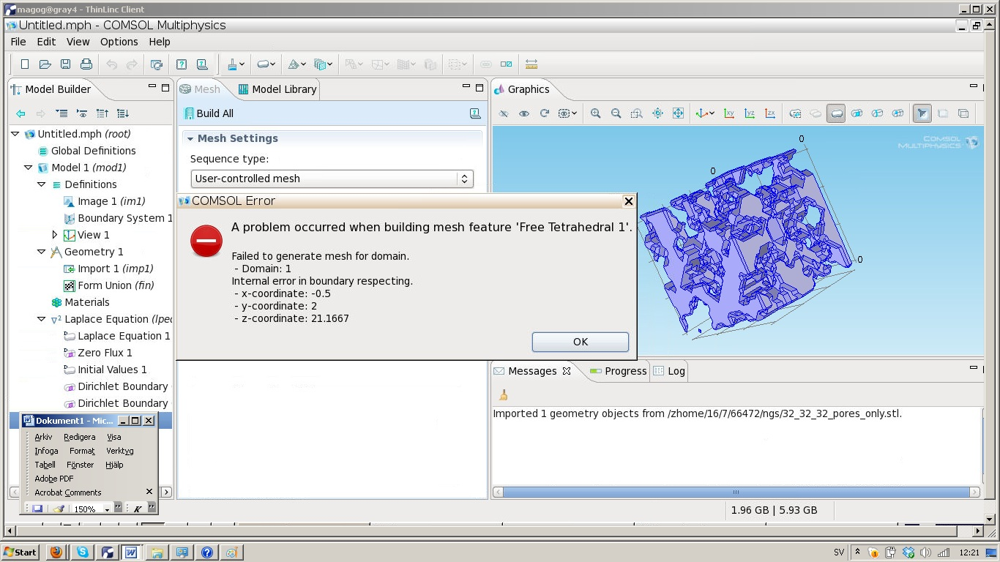 magog@gray4 - ThinLinc Client
Untitled.mph - COMSOL Multiphysics
File Edit View Options Help
Model Builder
Mesh
Model Library
Graphics
Build All
Untitled.mph (root)
Global Definitions
Model 1 (mod1)
Definitions
Image 1 (im1)
Boundary System 1
View 1
Geometry 1
Import 1 (imp1)
Form Union (fin)
Materials
Laplace Equation (lpe
Laplace Equation 1
Zero Flux 1
Initial Values 1
Dirichlet Boundary
Dirichlet Boundary
Mesh Settings
Sequence type:
User-controlled mesh
xy
yz
zx
COMSOL
MULTIPHYSICS
0
0
0
COMSOL Error
A problem occurred when building mesh feature 'Free Tetrahedral 1'.
Failed to generate mesh for domain.
- Domain: 1
Internal error in boundary respecting.
- x-coordinate: -0.5
- y-coordinate: 2
- z-coordinate: 21.1667
OK
Messages
Progress
Log
Imported 1 geometry objects from /zhome/16/7/66472/ngs/32_32_32_pores_only.stl.
Dokument1 - Mic...
Arkiv Redigera Visa
Infoga Format Verktyg
Tabell Fönster Hjälp
Adobe PDF
Acrobat Comments
150%
K
1.96 GB | 5.93 GB
Start
SV
12:21